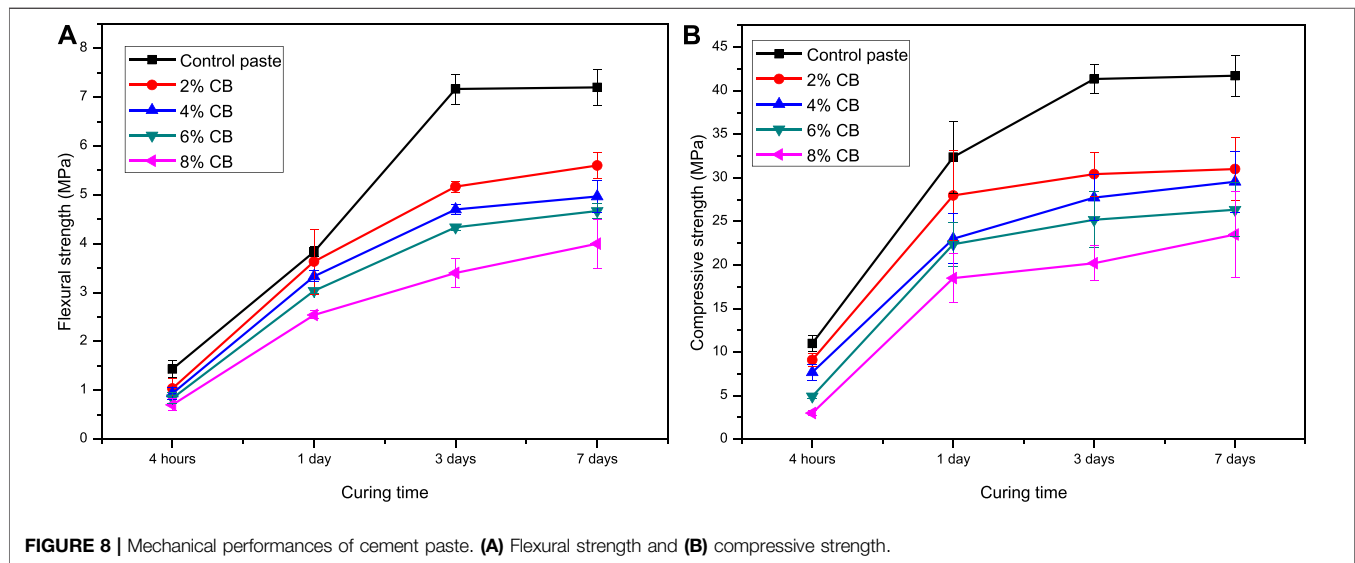 A
8
7
6
5
4
3
2
1
0
Flexural strength (MPa)
Control paste
2% CB
4% CB
6% CB
8% CB
4 hours
1 day
3 days
7 days
Curing time
B
45
40
35
30
25
20
15
10
5
0
Compressive strength (MPa)
Control paste
2% CB
4% CB
6% CB
8% CB
4 hours
1 day
3 days
7 days
Curing time
FIGURE 8 | Mechanical performances of cement paste. (A) Flexural strength and (B) compressive strength.